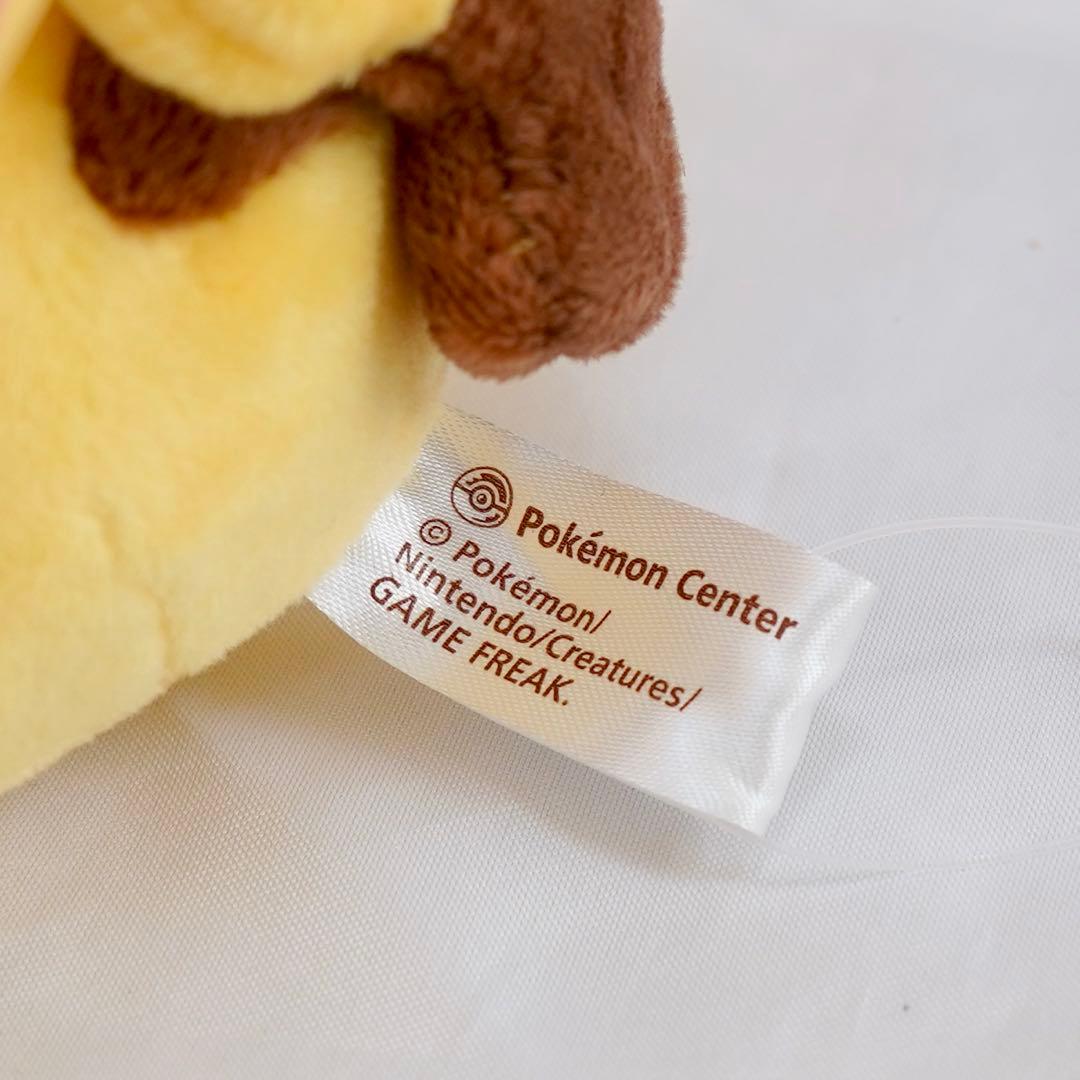 Pokémon Center
© Pokémon/
Nintendo/Creatures/
GAME FREAK.